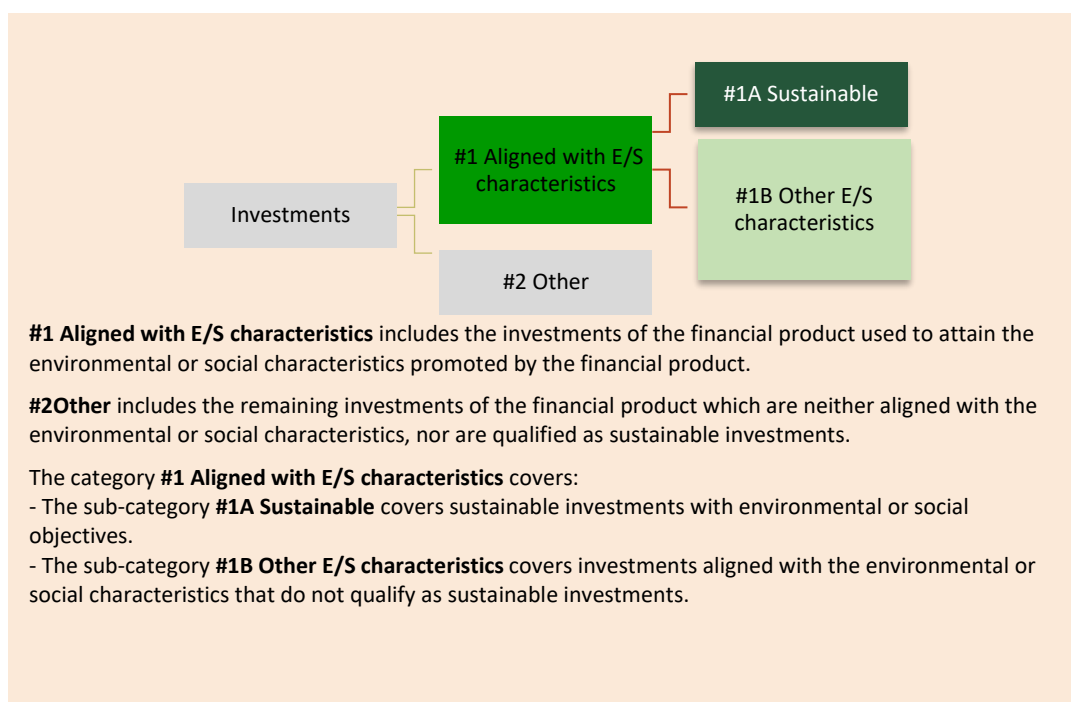 #1A Sustainable
#1 Aligned with E/S
characteristics
#1B Other E/S
characteristics
Investments
#2 Other
#1 Aligned with E/S characteristics includes the investments of the financial product used to attain the
environmental or social characteristics promoted by the financial product.
#2Other includes the remaining investments of the financial product which are neither aligned with the
environmental or social characteristics, nor are qualified as sustainable investments.
The category #1 Aligned with E/S characteristics covers:
- The sub-category #1A Sustainable covers sustainable investments with environmental or social
objectives.
- The sub-category #1B Other E/S characteristics covers investments aligned with the environmental or
social characteristics that do not qualify as sustainable investments.